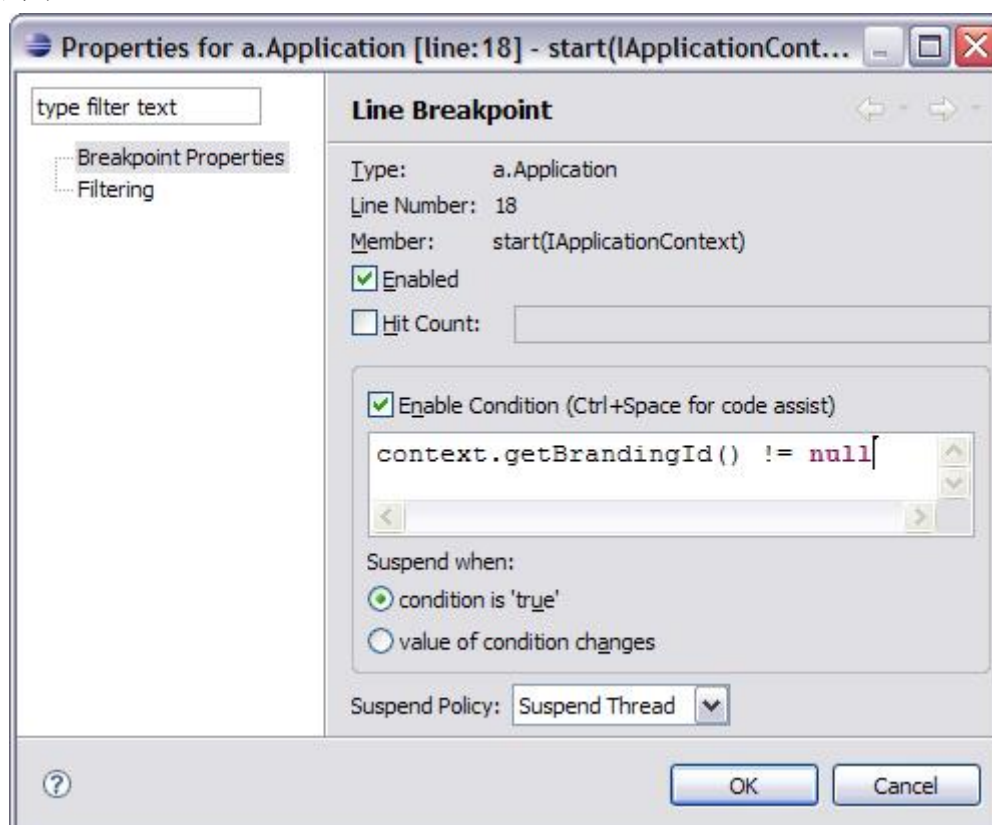 Properties for a.Application [line:18] - start(IApplicationCont...
type filter text
Breakpoint Properties
Filtering
Line Breakpoint
Type: a.Application
Line Number: 18
Member: start(IApplicationContext)
Enabled
Hit Count:
Enable Condition (Ctrl+Space for code assist)
context.getBrandingId() != null
Suspend when:
condition is 'true'
value of condition changes
Suspend Policy: Suspend Thread
?
OK Cancel